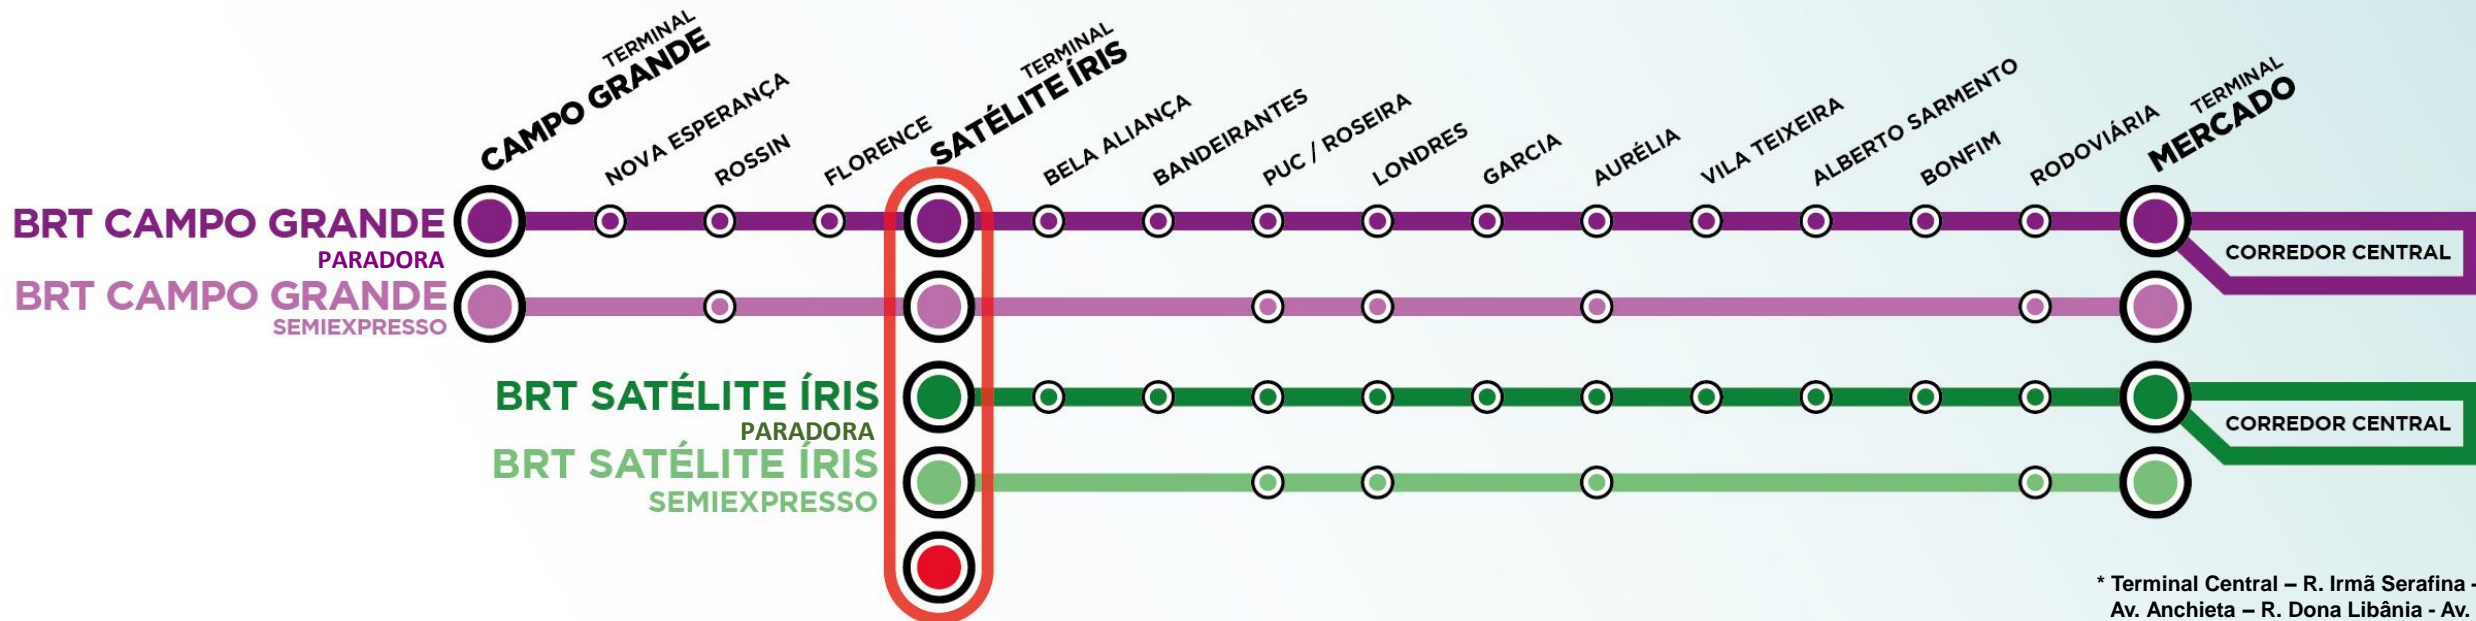 TERMINAL
CAMPO GRANDE
NOVA ESPERANÇA
ROSSIN
FLORENCE
TERMINAL
SATÉLITE ÍRIS
BELA ALIANÇA
BANDEIRANTES
PUC / ROSEIRA
LONDRES
GARCIA
AURÉLIA
VILA TEIXEIRA
ALBERTO SARMENTO
BONFIM
RODOVIÁRIA
TERMINAL
MERCADO
BRT CAMPO GRANDE
PARADORA
CORREDOR CENTRAL
BRT CAMPO GRANDE
SEMIEXPRESSO
BRT SATÉLITE ÍRIS
PARADORA
CORREDOR CENTRAL
BRT SATÉLITE ÍRIS
SEMIEXPRESSO
* Terminal Central – R. Irmã Serafina -
Av. Anchieta – R. Dona Libânia - Av.